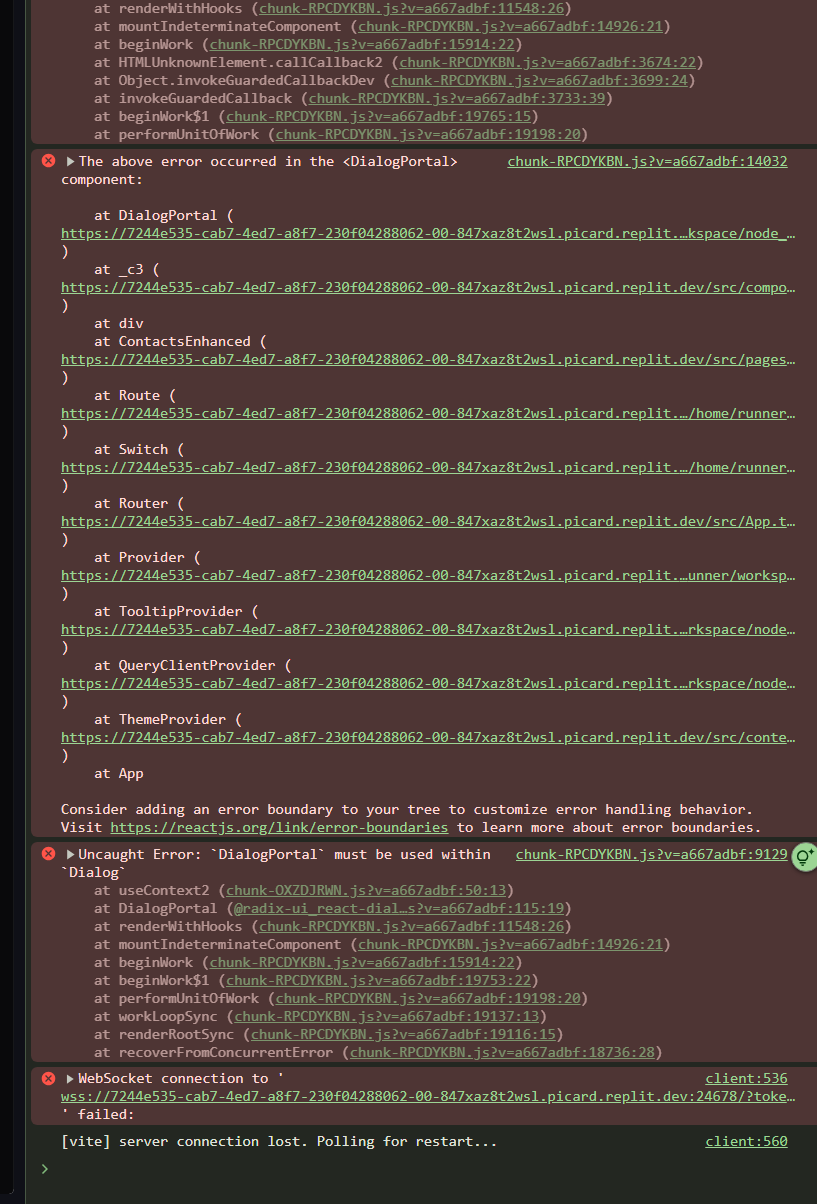 at renderWithHooks (chunk-RPCDYKBN.js?v=a667adbf:11548:26)
at mountIndeterminateComponent (chunk-RPCDYKBN.js?v=a667adbf:14926:21)
at beginWork (chunk-RPCDYKBN.js?v=a667adbf:15914:22)
at HTMLUnknownElement.callCallback2 (chunk-RPCDYKBN.js?v=a667adbf:3674:22)
at Object.invokeGuardedCallbackDev (chunk-RPCDYKBN.js?v=a667adbf:3699:24)
at invokeGuardedCallback (chunk-RPCDYKBN.js?v=a667adbf:3733:39)
at beginWork$1 (chunk-RPCDYKBN.js?v=a667adbf:19765:15)
at performUnitOfWork (chunk-RPCDYKBN.js?v=a667adbf:19198:20)
The above error occurred in the <DialogPortal> chunk-RPCDYKBN.js?v=a667adbf:14032
component:
at DialogPortal (
https://7244e535-cab7-4ed7-a8f7-230f04288062-00-847xaz8t2wsl.picard.replit.…kspace/node_…
)
at _c3 (
https://7244e535-cab7-4ed7-a8f7-230f04288062-00-847xaz8t2wsl.picard.replit.dev/src/compo…
)
at div
at ContactsEnhanced (
https://7244e535-cab7-4ed7-a8f7-230f04288062-00-847xaz8t2wsl.picard.replit.dev/src/pages…
)
at Route (
https://7244e535-cab7-4ed7-a8f7-230f04288062-00-847xaz8t2wsl.picard.replit.…/home/runner…
)
at Switch (
https://7244e535-cab7-4ed7-a8f7-230f04288062-00-847xaz8t2wsl.picard.replit.…/home/runner…
)
at Router (
https://7244e535-cab7-4ed7-a8f7-230f04288062-00-847xaz8t2wsl.picard.replit.dev/src/App.t…
)
at Provider (
https://7244e535-cab7-4ed7-a8f7-230f04288062-00-847xaz8t2wsl.picard.replit.…unner/worksp…
)
at TooltipProvider (
https://7244e535-cab7-4ed7-a8f7-230f04288062-00-847xaz8t2wsl.picard.replit.…rkspace/node…
)
at QueryClientProvider (
https://7244e535-cab7-4ed7-a8f7-230f04288062-00-847xaz8t2wsl.picard.replit.…rkspace/node…
)
at ThemeProvider (
https://7244e535-cab7-4ed7-a8f7-230f04288062-00-847xaz8t2wsl.picard.replit.dev/src/conte…
)
at App
Consider adding an error boundary to your tree to customize error handling behavior.
Visit https://reactjs.org/link/error-boundaries to learn more about error boundaries.
Uncaught Error: `DialogPortal` must be used within chunk-RPCDYKBN.js?v=a667adbf:9129
`Dialog`
at useContext2 (chunk-OXZDJRWN.js?v=a667adbf:50:13)
at DialogPortal (@radix-ui_react-dial…s?v=a667adbf:115:19)
at renderWithHooks (chunk-RPCDYKBN.js?v=a667adbf:11548:26)
at mountIndeterminateComponent (chunk-RPCDYKBN.js?v=a667adbf:14926:21)
at beginWork (chunk-RPCDYKBN.js?v=a667adbf:15914:22)
at beginWork$1 (chunk-RPCDYKBN.js?v=a667adbf:19753:22)
at performUnitOfWork (chunk-RPCDYKBN.js?v=a667adbf:19198:20)
at workLoopSync (chunk-RPCDYKBN.js?v=a667adbf:19137:13)
at renderRootSync (chunk-RPCDYKBN.js?v=a667adbf:19116:15)
at recoverFromConcurrentError (chunk-RPCDYKBN.js?v=a667adbf:18736:28)
WebSocket connection to ' client:536
wss://7244e535-cab7-4ed7-a8f7-230f04288062-00-847xaz8t2wsl.picard.replit.dev:24678/?toke…
' failed:
[vite] server connection lost. Polling for restart... client:560